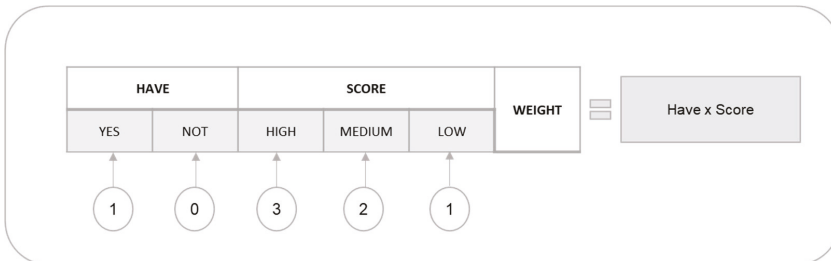 HAVE
SCORE
WEIGHT
Have x Score
YES
NOT
HIGH
MEDIUM
LOW
1
0
3
2
1